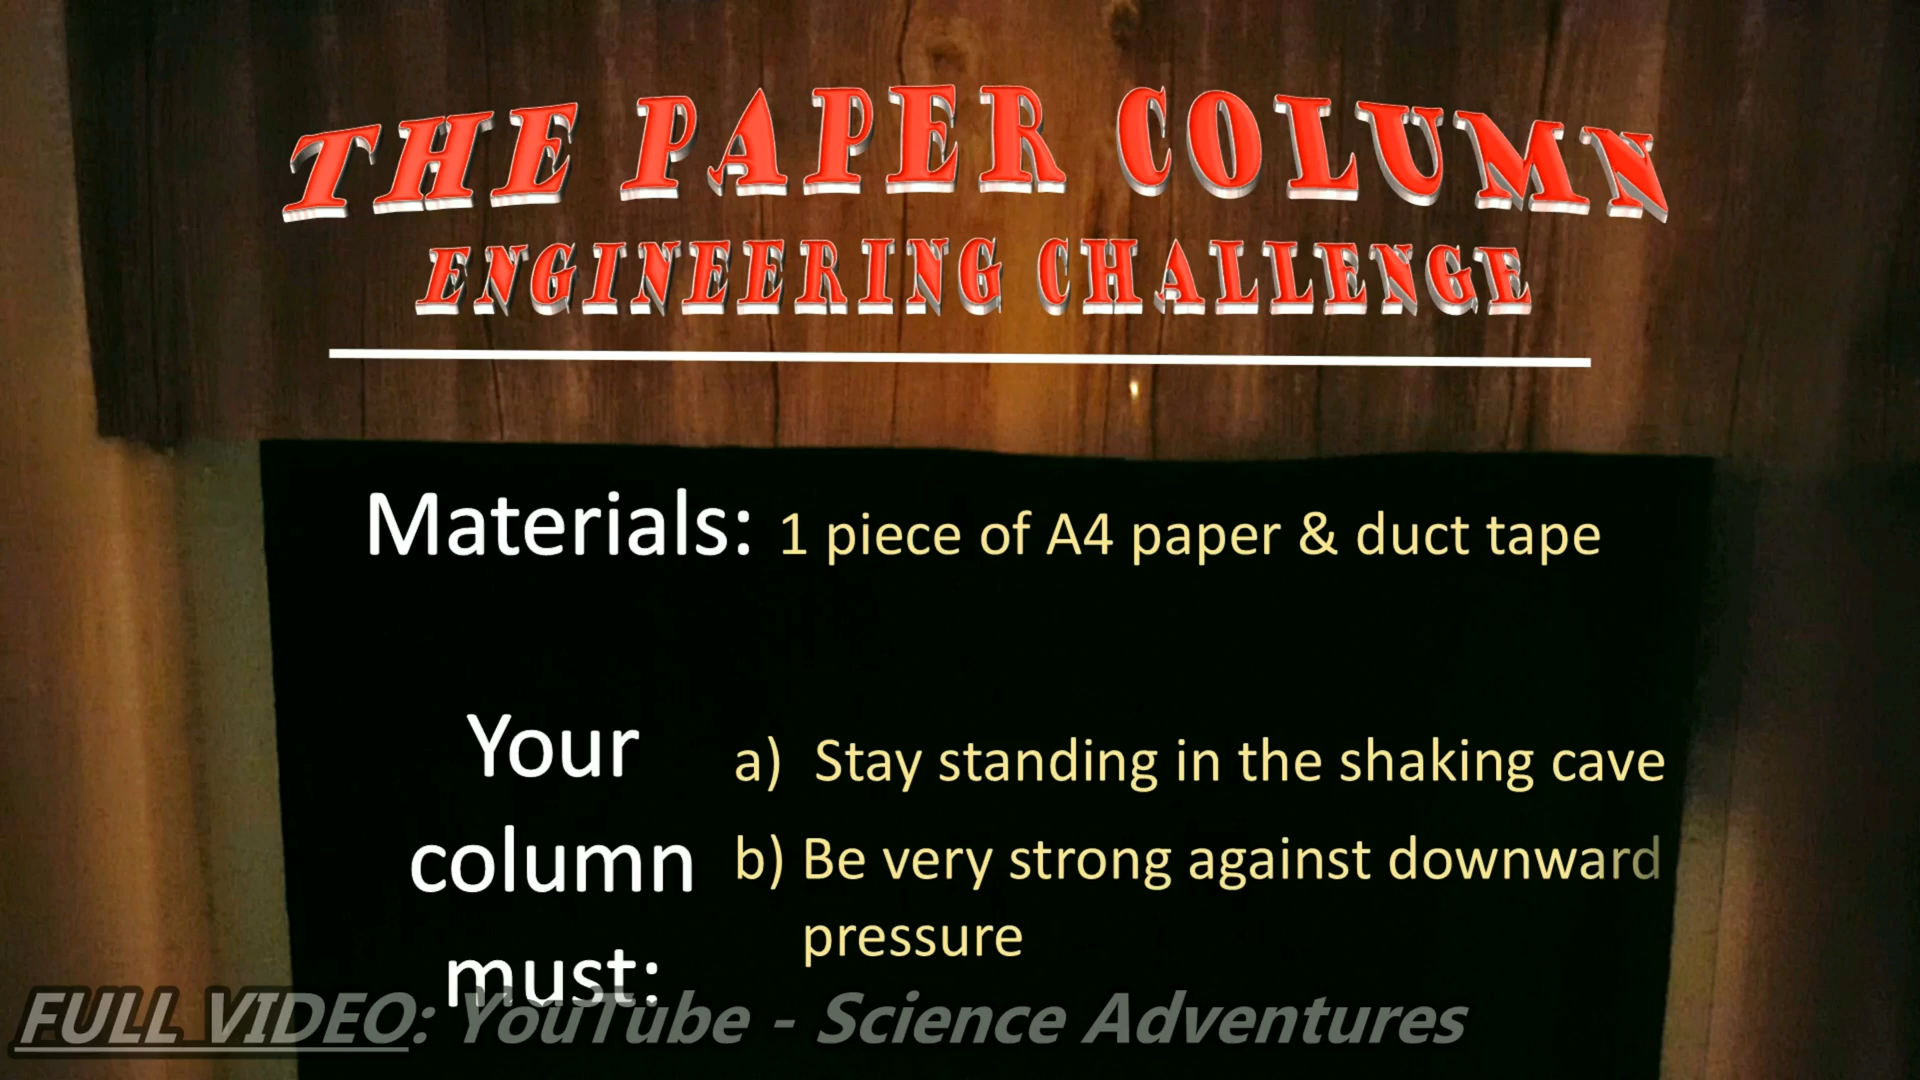 THE PAPER COLUMN
ENGINEERING CHALLENGE
Materials: 1 piece of A4 paper & duct tape
Your column must:
a) Stay standing in the shaking cave
b) Be very strong against downward
pressure
FULL VIDEO: YouTube - Science Adventures